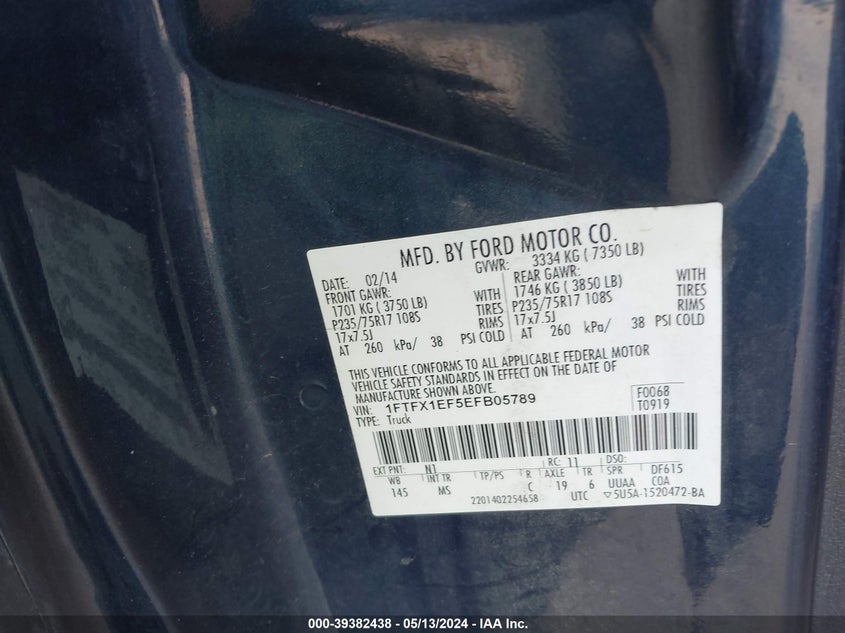 MFD. BY FORD MOTOR CO.
DATE: 02/14 GVWR: 3334 KG ( 7350 LB)
FRONT GAWR: REAR GAWR:
1701 KG ( 3750 LB) WITH 1746 KG ( 3850 LB) WITH
P235/75R17 108S TIRES P235/75R17 108S TIRES
17x7.5J RIMS 17x7.5J RIMS
AT 260 kPa/ 38 PSI COLD AT 260 kPa/ 38 PSI COLD
THIS VEHICLE CONFORMS TO ALL APPLICABLE FEDERAL MOTOR
VEHICLE SAFETY STANDARDS IN EFFECT ON THE DATE OF
MANUFACTURE SHOWN ABOVE.
VIN: 1FTFX1EF5EFB05789 F0068
TYPE: Truck T0919
EXT PNT: N1 RC: 11 DSO: DF615
WB INT TR TP/PS R AXLE TR SPR COA
145 MS C 19 6 UUAA
2201402254658 UTC ▽5U5A-1520472-BA
000-39382438 - 05/13/2024 - IAA Inc.